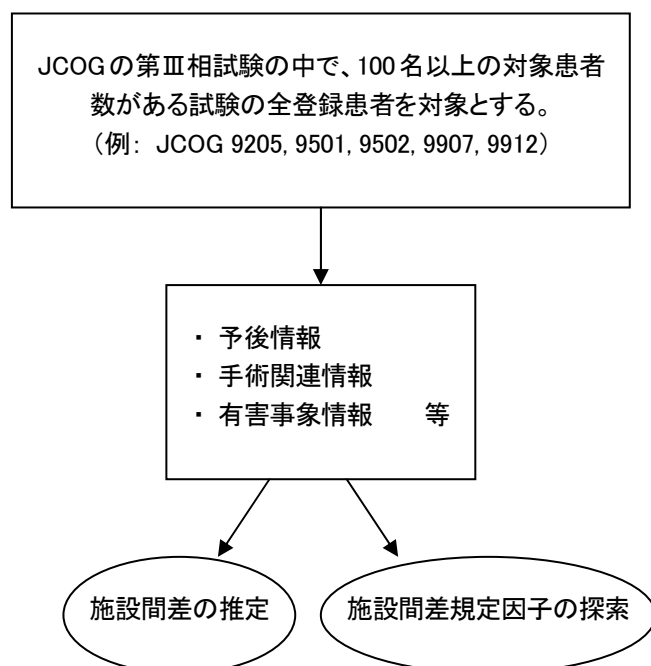 JCOGの第Ⅲ相試験の中で、100名以上の対象患者
数がある試験の全登録患者を対象とする。
（例： JCOG 9205, 9501, 9502, 9907, 9912）
・ 予後情報
・ 手術関連情報
・ 有害事象情報　　等
施設間差の推定
施設間差規定因子の探索